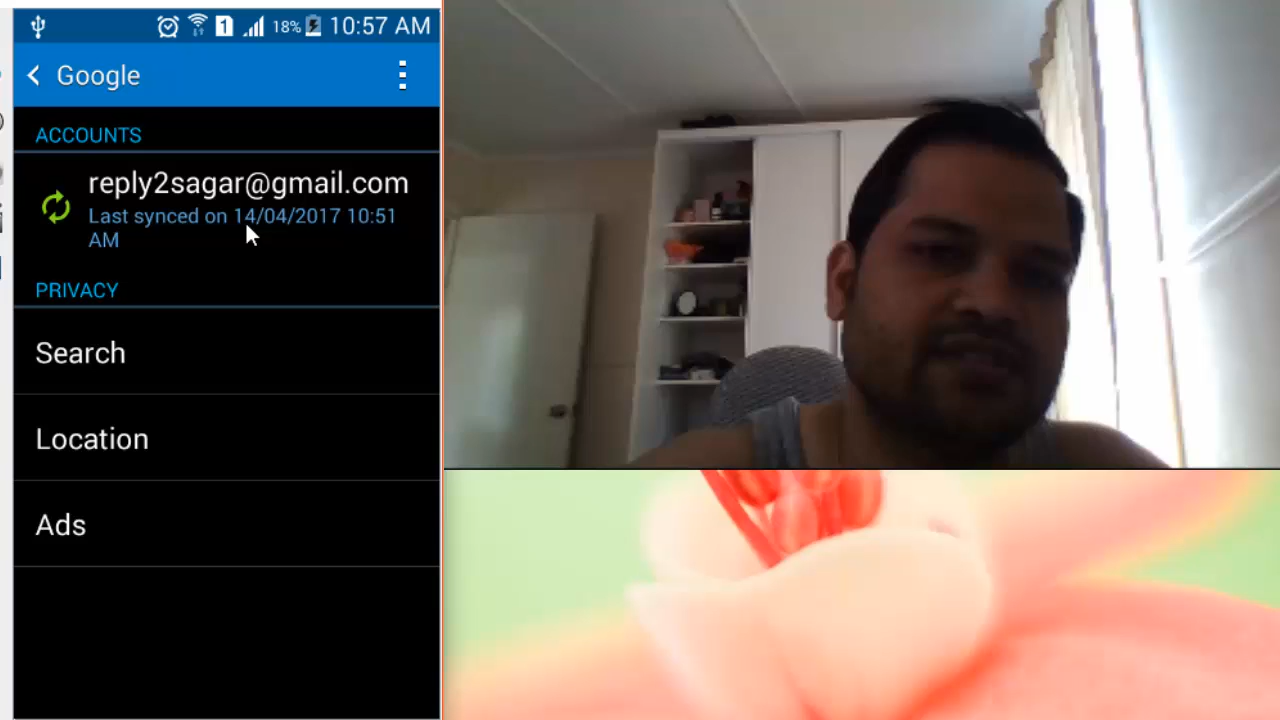 1 18% 10:57 AM
Google
ACCOUNTS
reply2sagar@gmail.com
Last synced on 14/04/2017 10:51
AM
PRIVACY
Search
Location
Ads